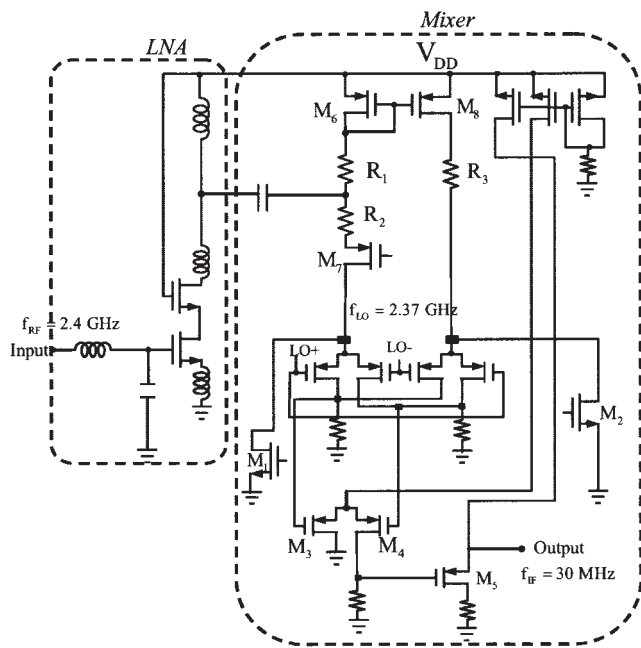 LNA
Mixer
V_DD
M_6
M_8
R_1
R_3
R_2
M_7
f_LO = 2.37 GHz
f_RF = 2.4 GHz
Input
LO+
LO-
M_1
M_2
M_3
M_4
Output
M_5
f_IF = 30 MHz